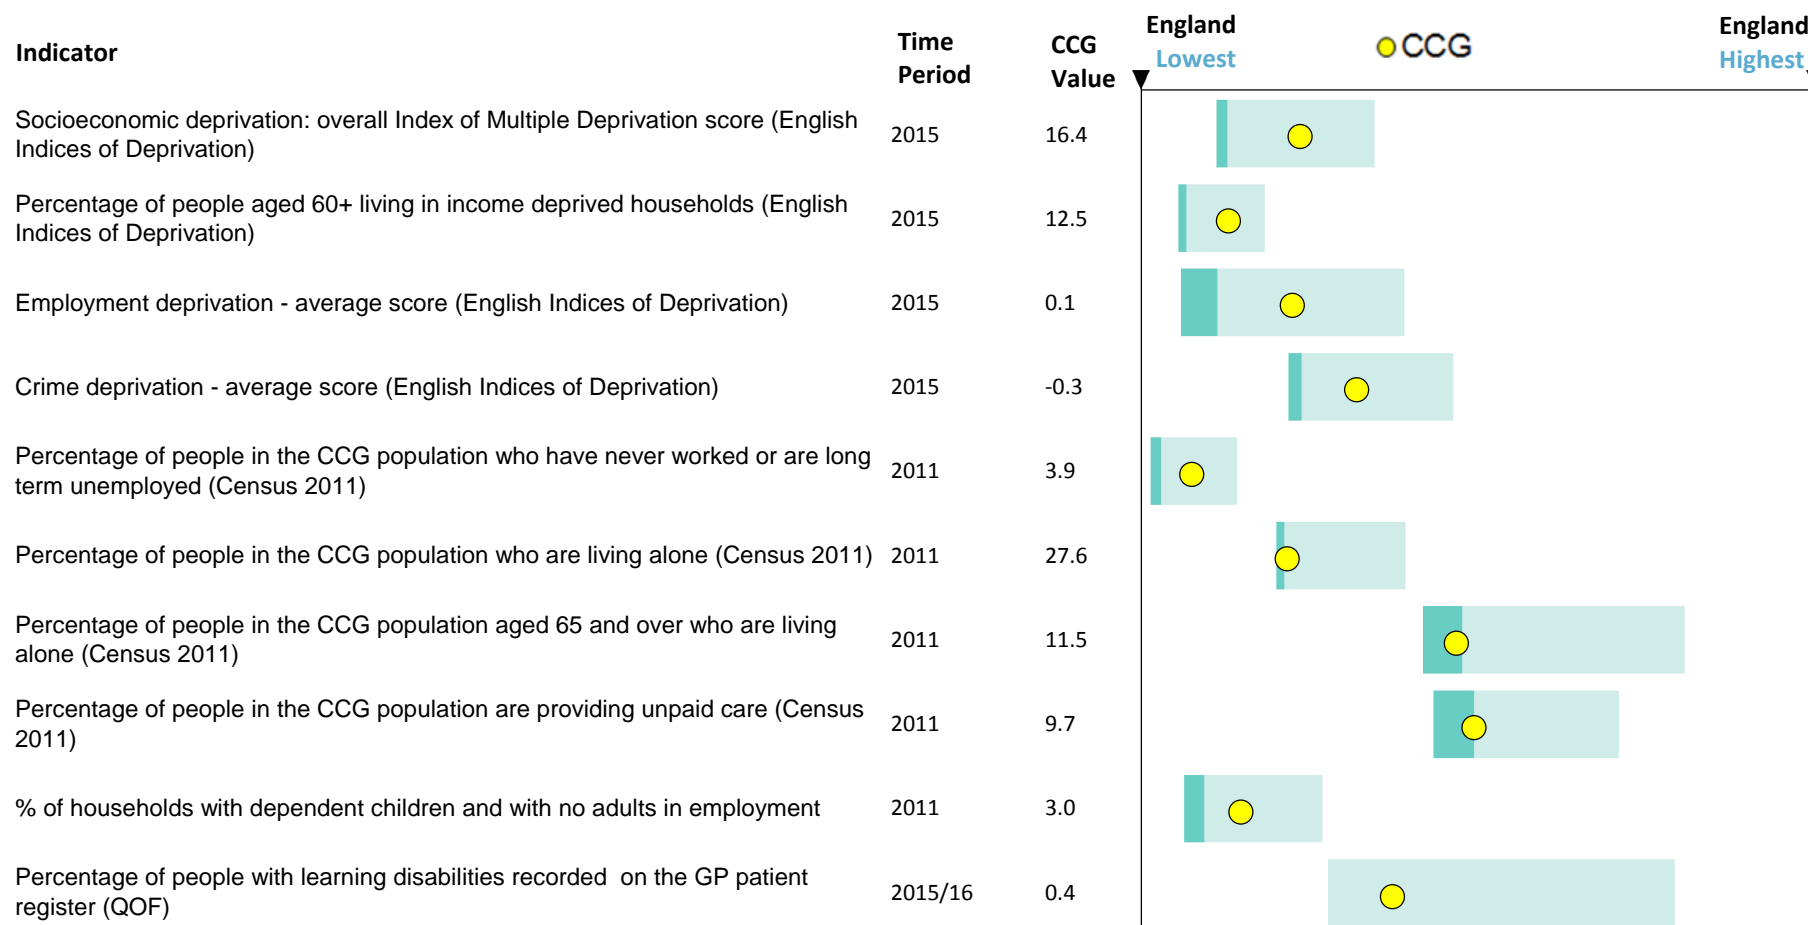 Indicator
Time
Period
CCG
Value
England
Lowest
CCG
England
Highest
Socioeconomic deprivation: overall Index of Multiple Deprivation score (English
Indices of Deprivation)
2015
16.4
Percentage of people aged 60+ living in income deprived households (English
Indices of Deprivation)
2015
12.5
Employment deprivation - average score (English Indices of Deprivation)
2015
0.1
Crime deprivation - average score (English Indices of Deprivation)
2015
-0.3
Percentage of people in the CCG population who have never worked or are long
term unemployed (Census 2011)
2011
3.9
Percentage of people in the CCG population who are living alone (Census 2011)
2011
27.6
Percentage of people in the CCG population aged 65 and over who are living
alone (Census 2011)
2011
11.5
Percentage of people in the CCG population are providing unpaid care (Census
2011)
2011
9.7
% of households with dependent children and with no adults in employment
2011
3.0
Percentage of people with learning disabilities recorded  on the GP patient
register (QOF)
2015/16
0.4